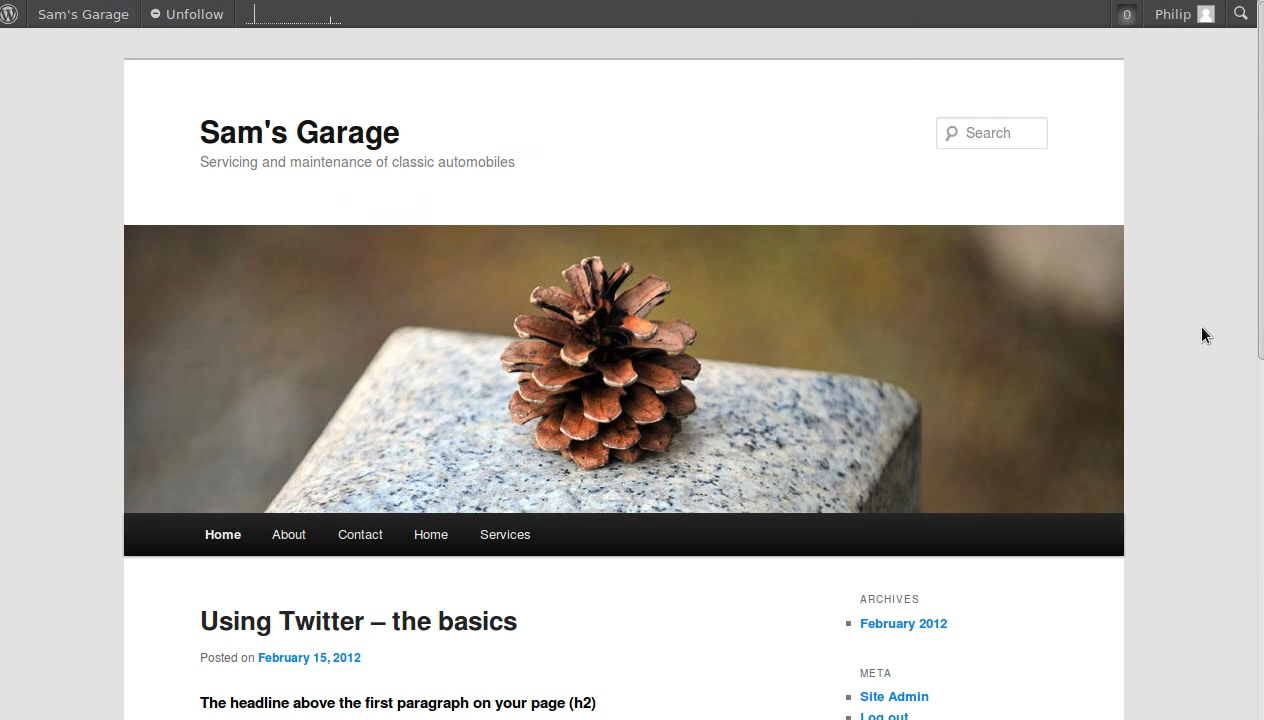 Sam's Garage
Unfollow
0
Philip
Sam's Garage
Servicing and maintenance of classic automobiles
Search
Home
About
Contact
Home
Services
Using Twitter – the basics
Posted on February 15, 2012
The headline above the first paragraph on your page (h2)
ARCHIVES
February 2012
META
Site Admin
Log out